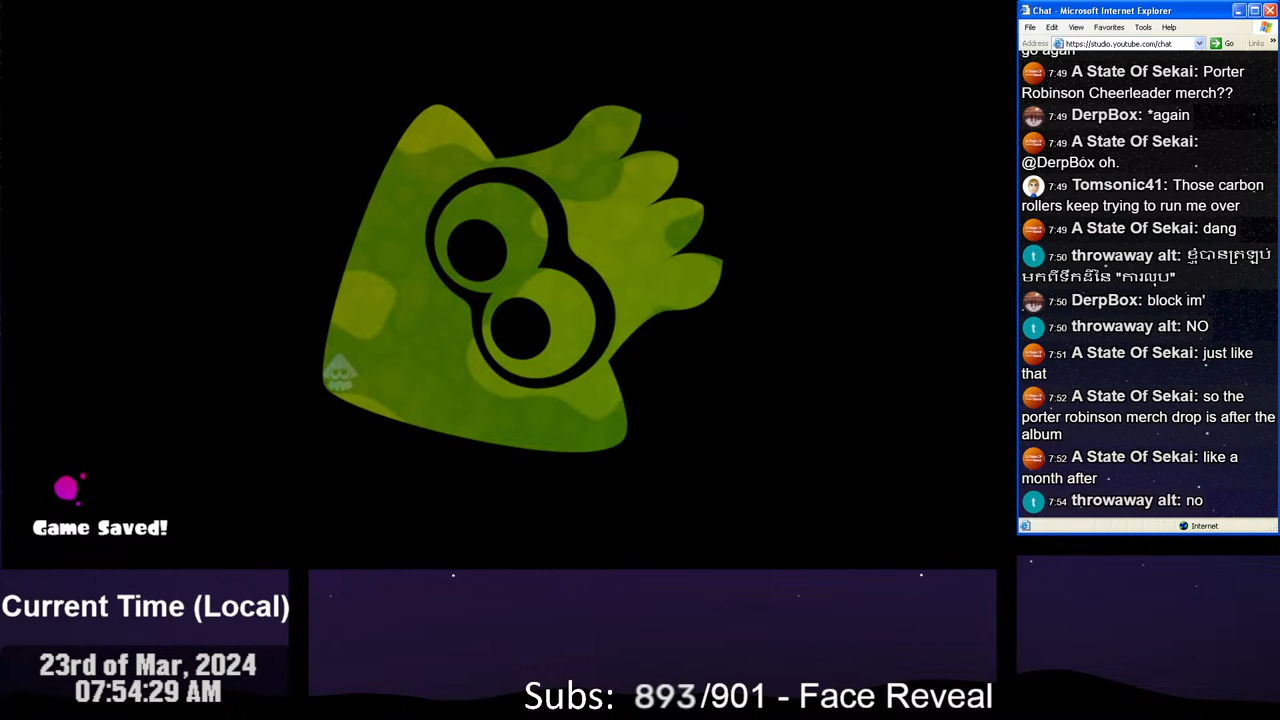 Chat - Microsoft Internet Explorer
File Edit View Favorites Tools Help
Address https://studio.youtube.com/chat Go Links »
go again
7:49 A State Of Sekai: Porter
Robinson Cheerleader merch??
7:49 DerpBox: *again
7:49 A State Of Sekai:
@DerpBox oh.
7:49 Tomsonic41: Those carbon
rollers keep trying to run me over
7:49 A State Of Sekai: dang
t 7:50 throwaway alt: ខ្ញុំបានត្រឡប់
មកពីទឹកដីនៃ "ការលុប"
7:50 DerpBox: block im'
t 7:50 throwaway alt: NO
7:51 A State Of Sekai: just like
that
7:52 A State Of Sekai: so the
porter robinson merch drop is after the
album
7:52 A State Of Sekai: like a
month after
t 7:54 throwaway alt: no
Internet
Game Saved!
Current Time (Local)
23rd of Mar, 2024
07:54:29 AM
Subs: 893/901 - Face Reveal